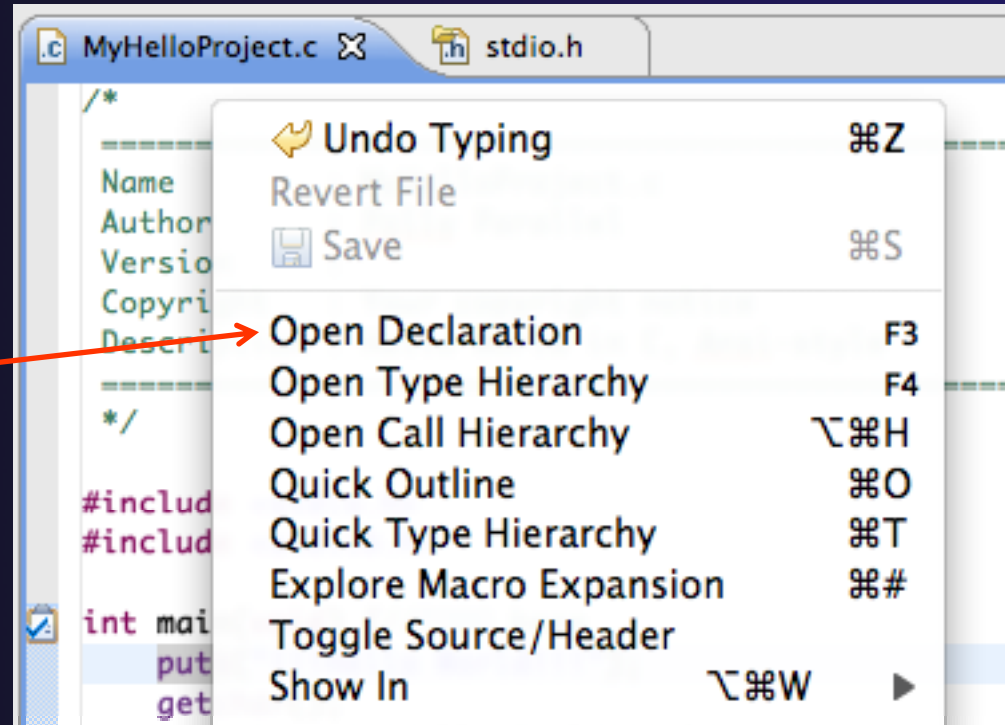 MyHelloProject.c stdio.h
/*
Undo Typing ⌘Z
Name
Revert File
Author
Save ⌘S
Versio
Copyri
Open Declaration F3
Descri
Open Type Hierarchy F4
*/
Open Call Hierarchy ⌥⌘H
Quick Outline ⌘O
#includ
Quick Type Hierarchy ⌘T
#includ
Explore Macro Expansion ⌘#
int mai
Toggle Source/Header
put
Show In ⌥⌘W
get